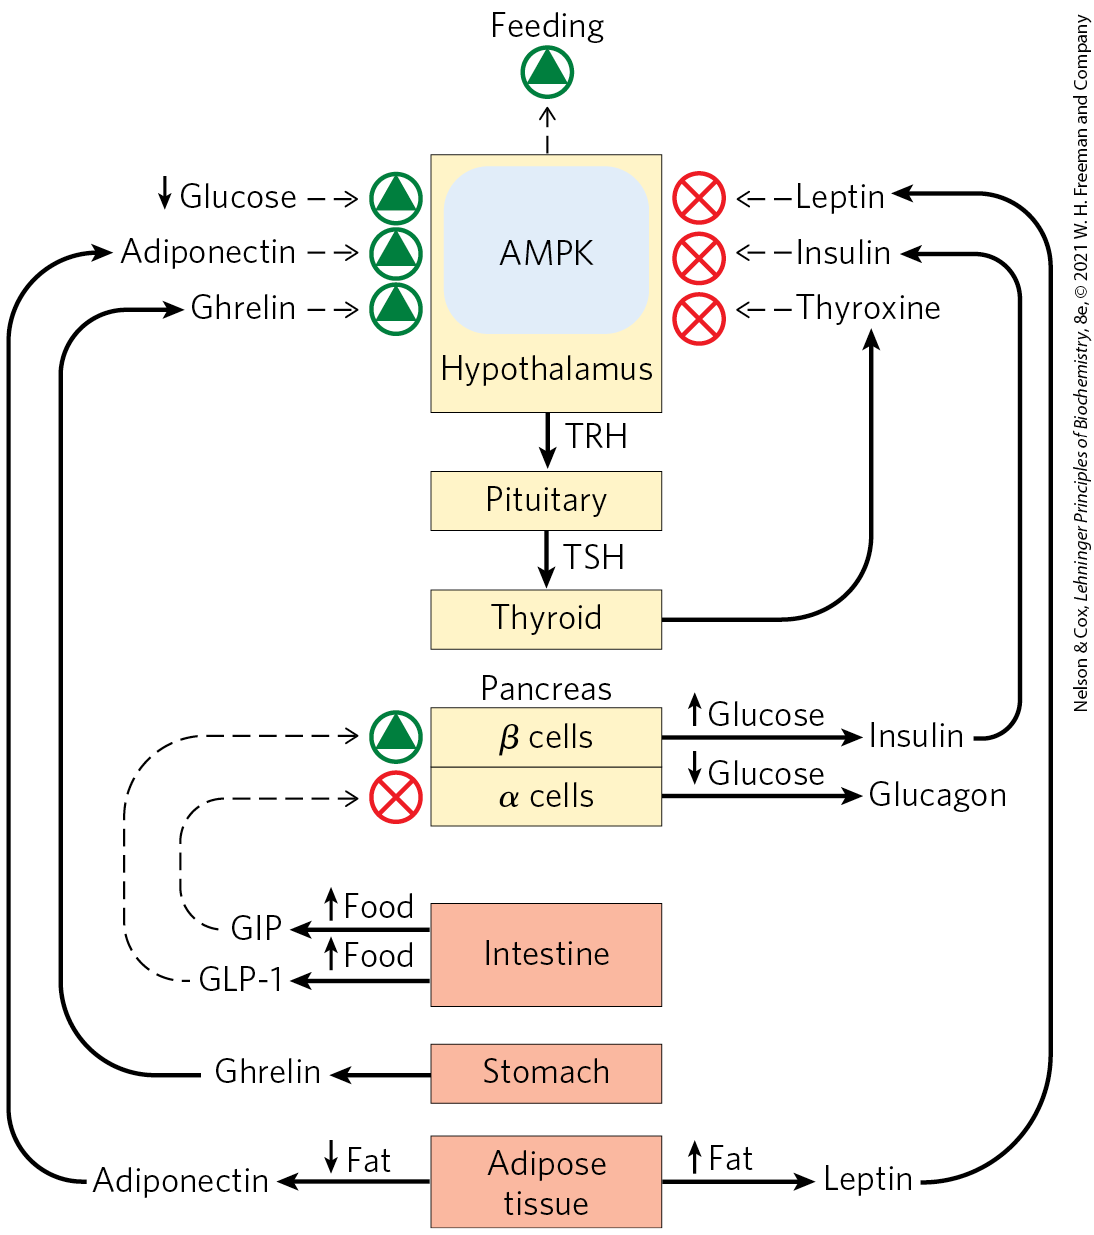 Feeding
↓ Glucose
Adiponectin
Ghrelin
AMPK
Hypothalamus
Leptin
Insulin
Thyroxine
TRH
Pituitary
TSH
Thyroid
Pancreas
β cells
α cells
↑ Glucose
Insulin
↓ Glucose
Glucagon
GIP
↑ Food
GLP-1
↑ Food
Intestine
Ghrelin
Stomach
Adiponectin
↓ Fat
Adipose
tissue
↑ Fat
Leptin
Nelson & Cox, Lehninger Principles of Biochemistry, 8e, © 2021 W. H. Freeman and Company